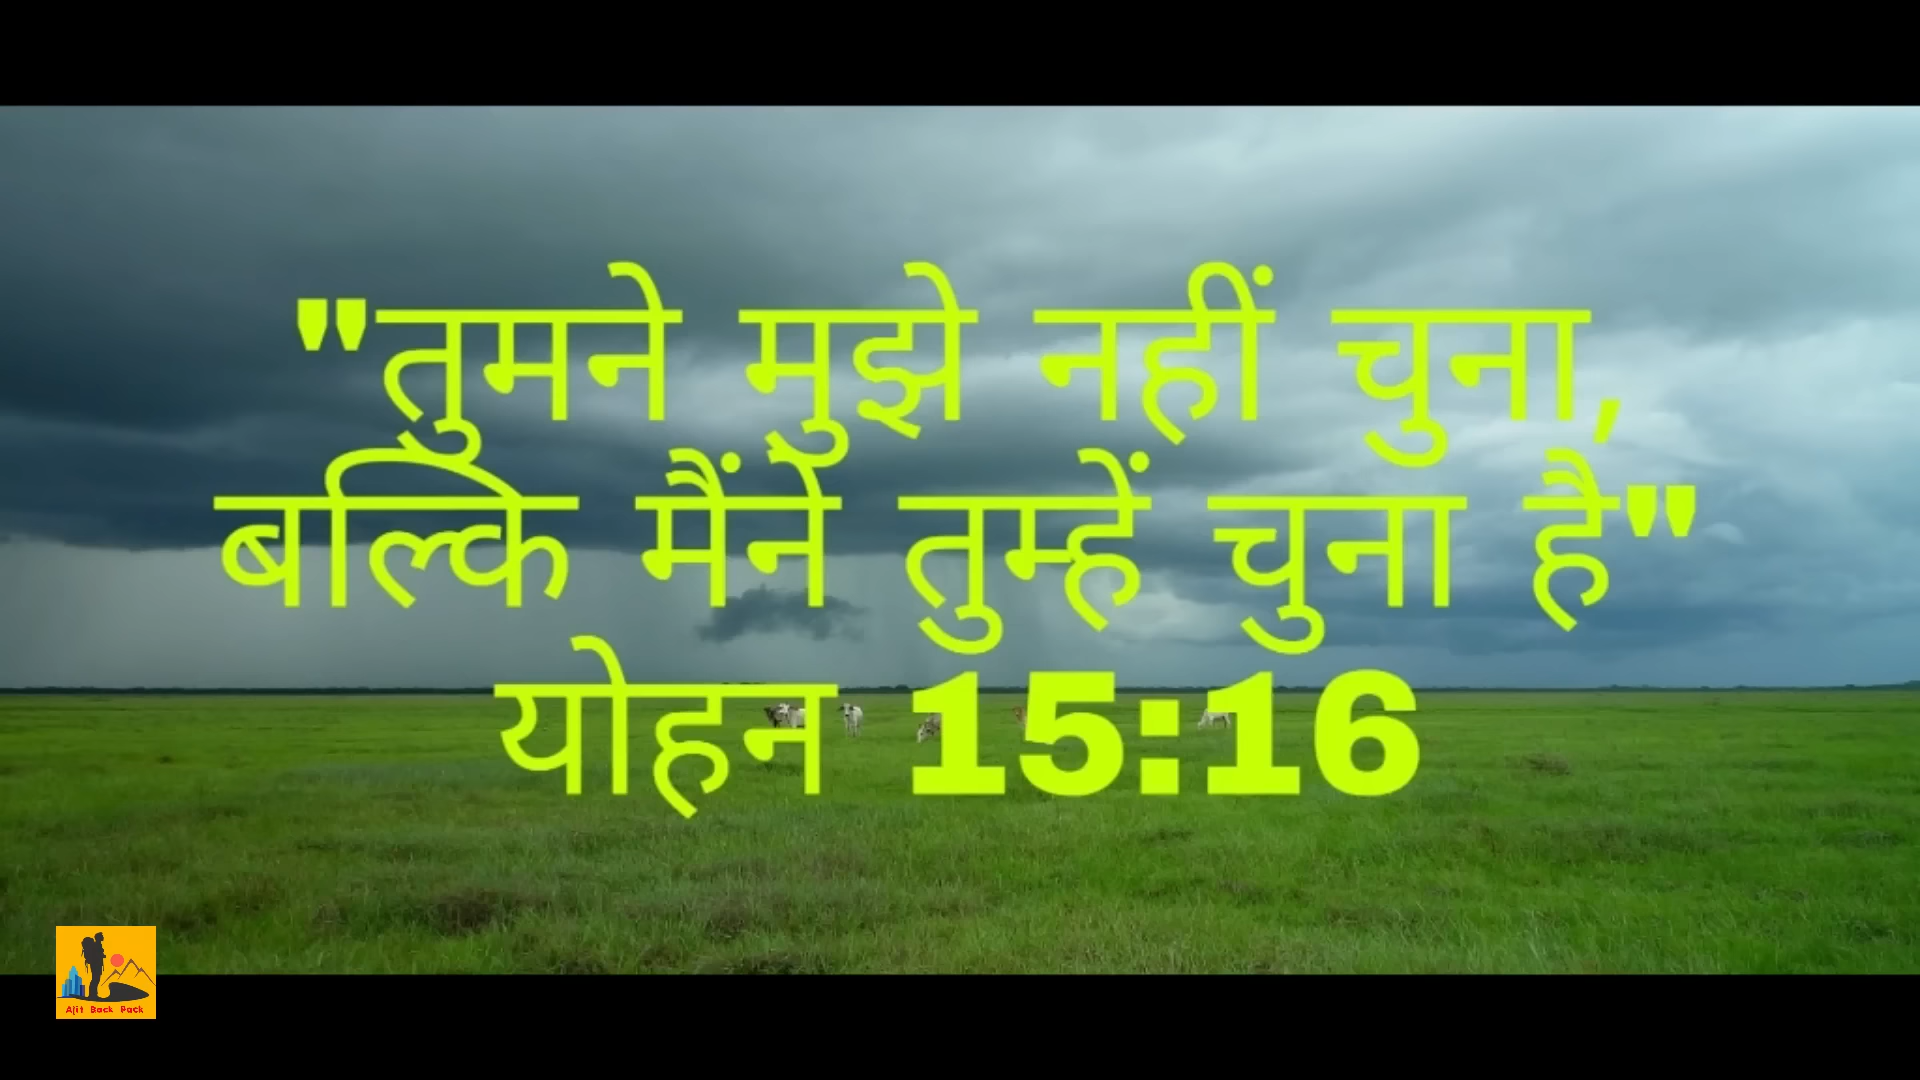 "तुमने मुझे नहीं चुना,
बल्कि मैंने तुम्हें चुना है"
योहन 15:16
Ajit Back Pack